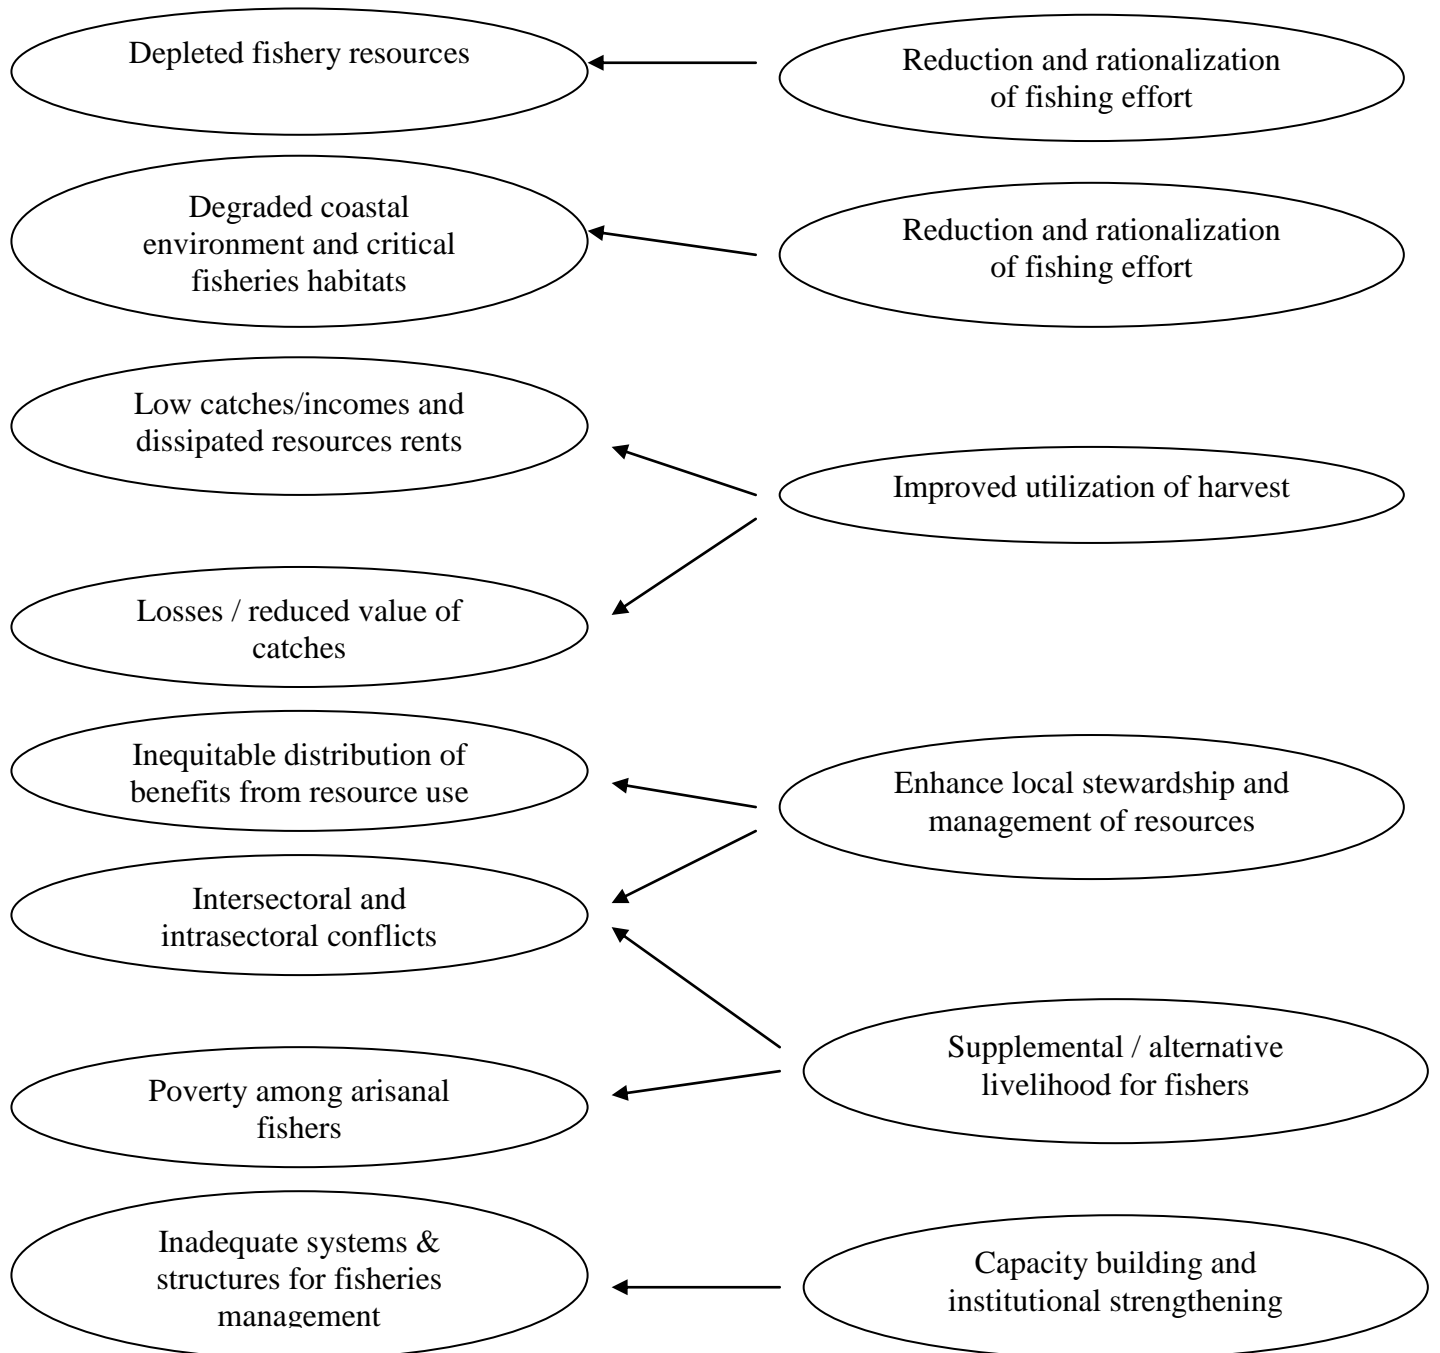 Depleted fishery resources
Reduction and rationalization
of fishing effort
Degraded coastal
environment and critical
fisheries habitats
Reduction and rationalization
of fishing effort
Low catches/incomes and
dissipated resources rents
Improved utilization of harvest
Losses / reduced value of
catches
Inequitable distribution of
benefits from resource use
Enhance local stewardship and
management of resources
Intersectoral and
intrasectoral conflicts
Supplemental / alternative
livelihood for fishers
Poverty among arisanal
fishers
Inadequate systems &
structures for fisheries
management
Capacity building and
institutional strengthening